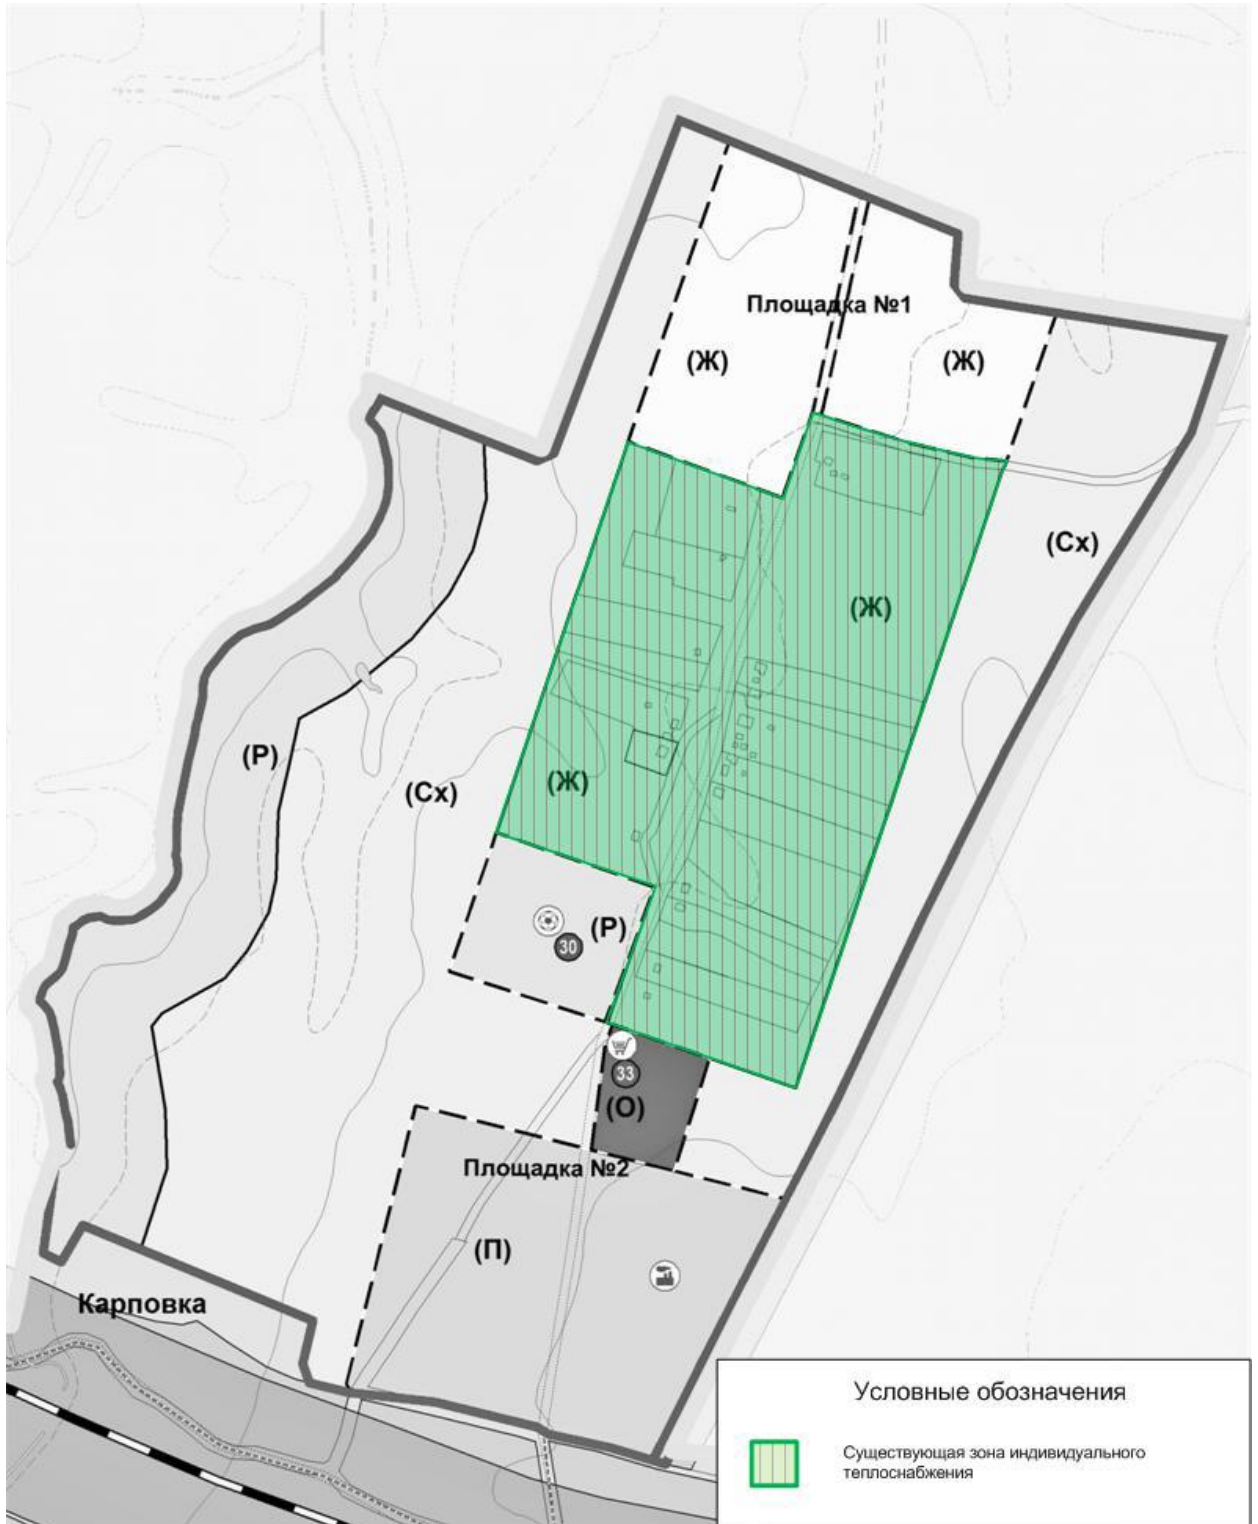 Площадка №1
(Ж)
(Ж)
(Сх)
(Ж)
(Р)
(Ж)
(Сх)
(Р)
30
33
(О)
Площадка №2
(П)
Карповка
Условные обозначения
Существующая зона индивидуального
теплоснабжения